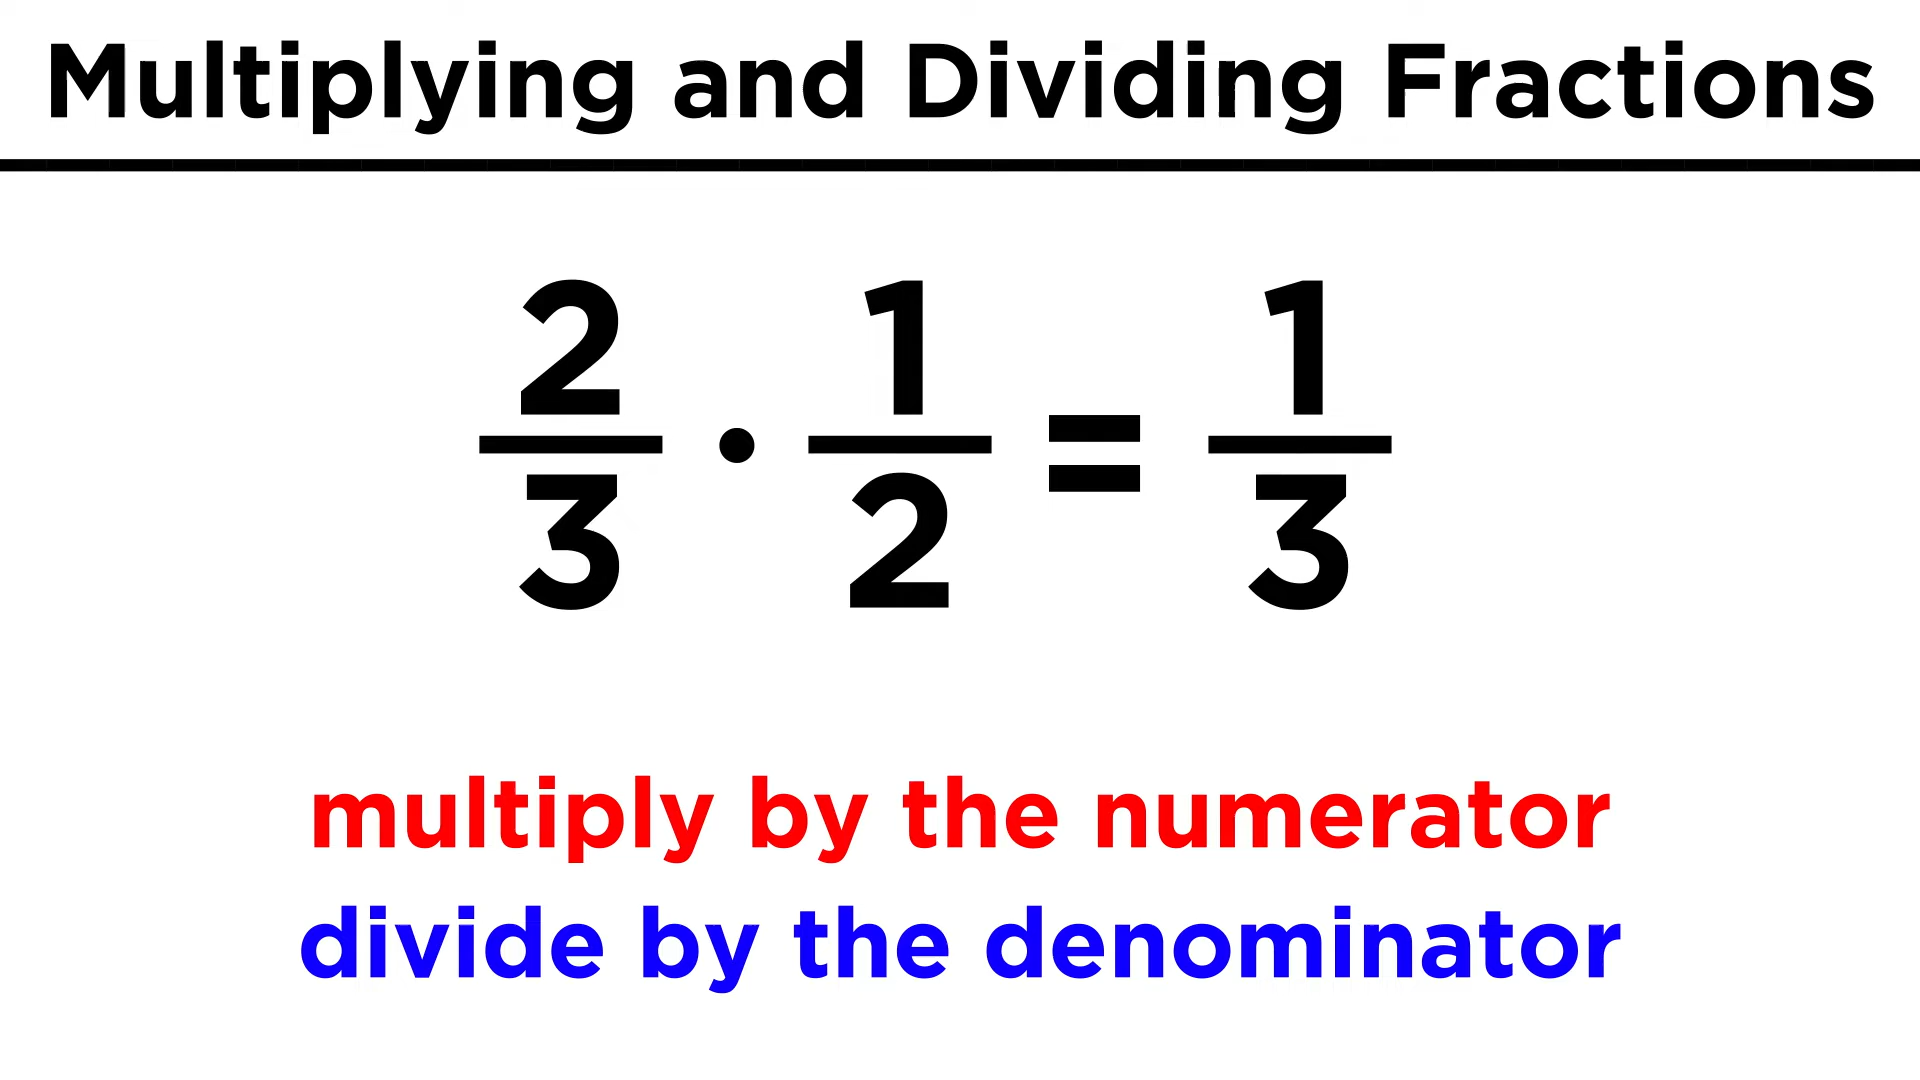 Multiplying and Dividing Fractions
2/3 · 1/2 = 1/3
multiply by the numerator
divide by the denominator